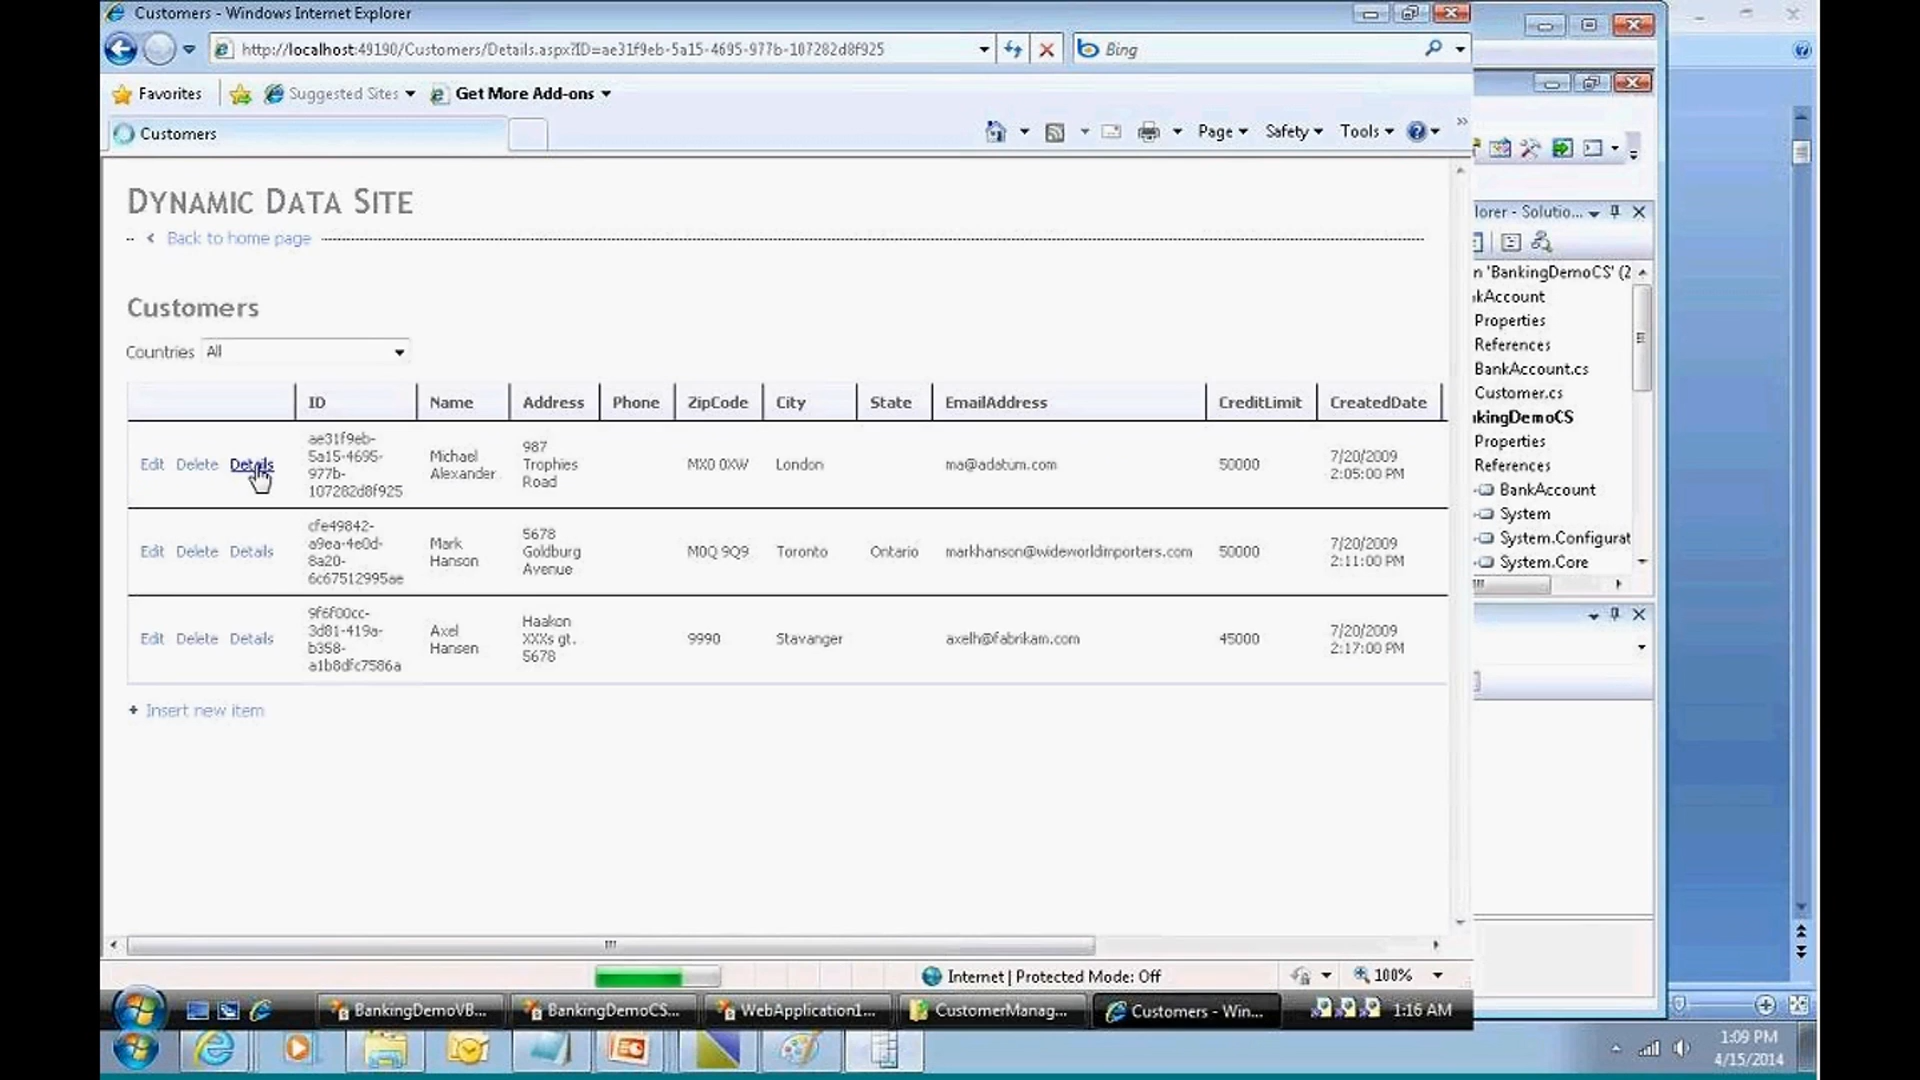 Customers - Windows Internet Explorer
http://localhost:49190/Customers/Details.aspx?ID=ae31f9eb-5a15-4695-977b-107282d8f925
Bing
Favorites
Suggested Sites
Get More Add-ons
Customers
Page
Safety
Tools
»
DYNAMIC DATA SITE
< Back to home page
Customers
Countries All
ID Name Address Phone ZipCode City State EmailAddress CreditLimit CreatedDate
Edit Delete Details
ae31f9eb-
5a15-4695-
977b-
107282d8f925
Michael
Alexander
987
Trophies
Road
MX0 0XW
London
ma@adatum.com
50000
7/20/2009
2:05:00 PM
Edit Delete Details
cfe49842-
a9ea-4e0d-
8a20-
6c67512995ae
Mark
Hanson
5678
Goldburg
Avenue
M0Q 9Q9
Toronto
Ontario
markhanson@wideworldimporters.com
50000
7/20/2009
2:11:00 PM
Edit Delete Details
9f6f00cc-
3d81-419a-
b358-
a1b8dfc7586a
Axel
Hansen
Haakon
XXXs gt.
5678
9990
Stavanger
axelh@fabrikam.com
45000
7/20/2009
2:17:00 PM
+ Insert new item
lorer - Solutio...
n 'BankingDemoCS' (2
kAccount
Properties
References
BankAccount.cs
Customer.cs
kingDemoCS
Properties
References
BankAccount
System
System.Configurat
System.Core
Internet | Protected Mode: Off
100%
BankingDemoVB...
BankingDemoCS...
WebApplication1...
CustomerManag...
Customers - Win...
1:16 AM
1:09 PM
4/15/2014